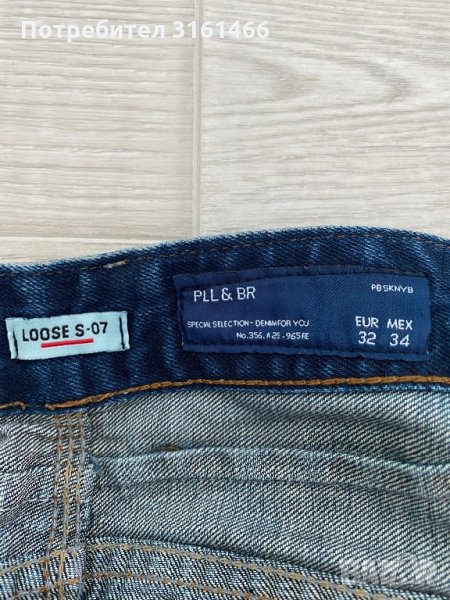 Потребител 3161466
PLL & BR
PBSKNYB
LOOSE S-07
SPECIAL SELECTION - DENIM FOR YOU
No. 356, A 25 - 965 FE
EUR MEX
32 34